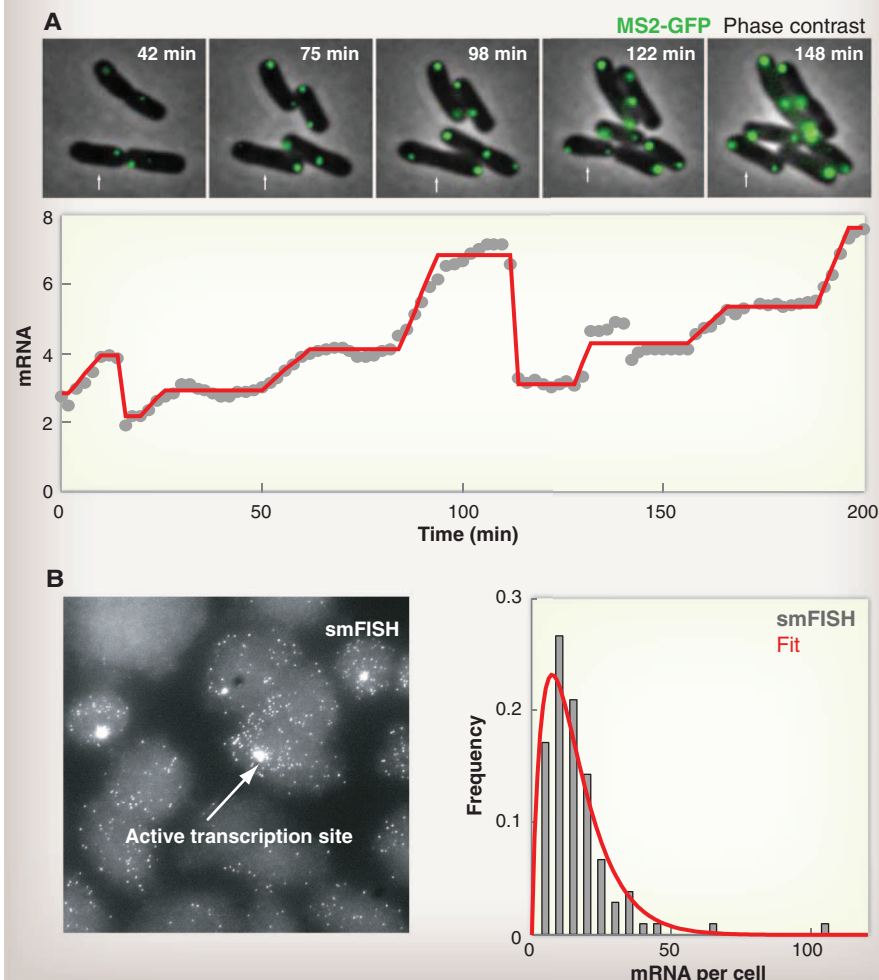 A
MS2-GFP Phase contrast
42 min 75 min 98 min 122 min 148 min
8
6
4
2
0
mRNA
0 50 100 150 200
Time (min)
B
smFISH
Active transcription site
0.3
0.2
0.1
0
Frequency
smFISH
Fit
0 50 100
mRNA per cell